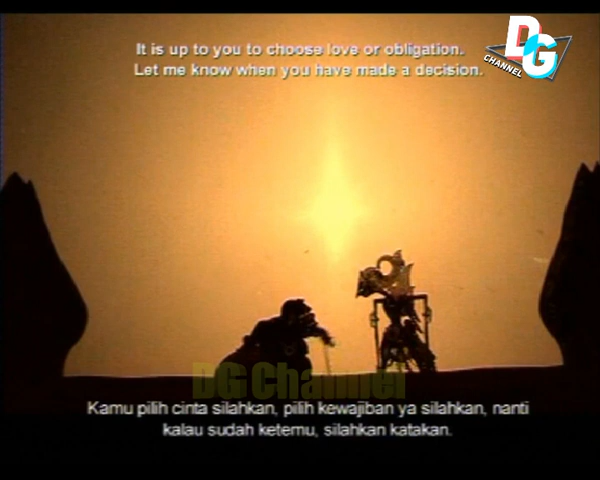 It is up to you to choose love or obligation.
Let me know when you have made a decision.
DG
CHANNEL
DG Channel
Kamu pilih cinta silahkan, pilih kewajiban ya silahkan, nanti
kalau sudah ketemu, silahkan katakan.